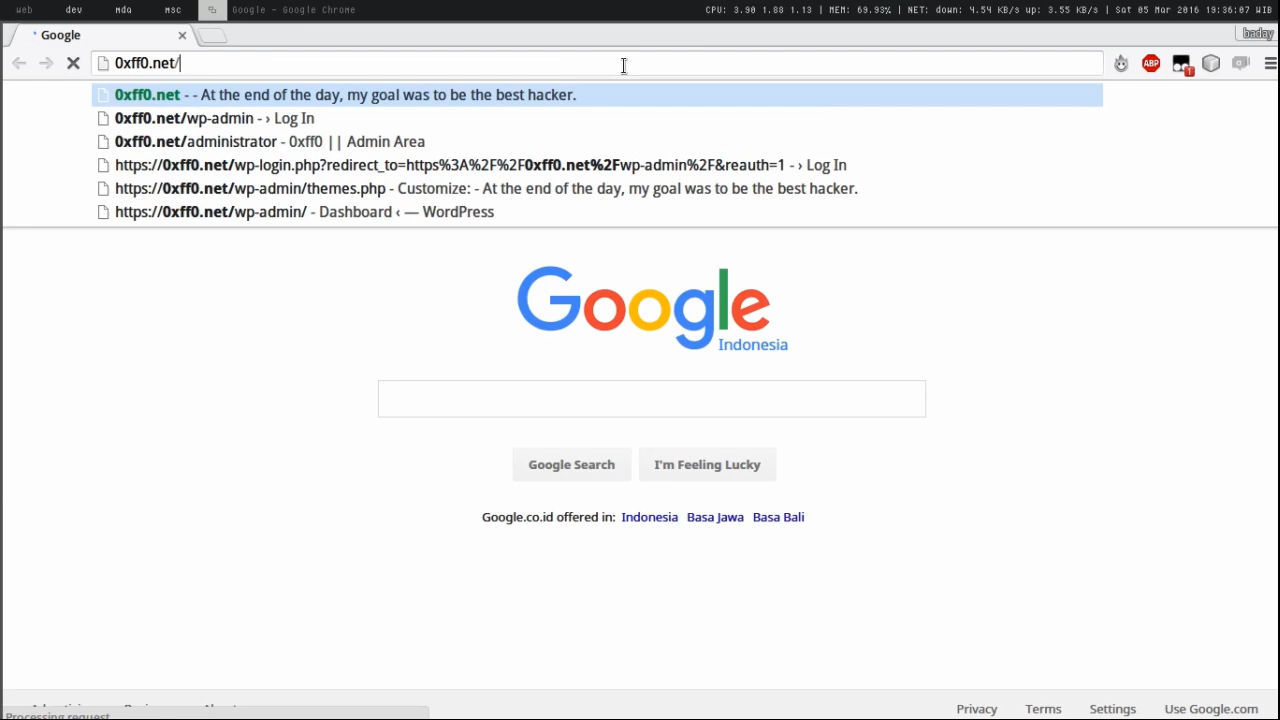 web dev mda msc Google - Google Chrome CPU: 3.90 1.88 1.13 | MEM: 69.93% | NET: down: 4.54 KB/s up: 3.55 KB/s | Sat 05 Mar 2016 19:36:07 WIB
Google baday
0xff0.net/ ABP 1
0xff0.net - - At the end of the day, my goal was to be the best hacker.
0xff0.net/wp-admin - › Log In
0xff0.net/administrator - 0xff0 || Admin Area
https://0xff0.net/wp-login.php?redirect_to=https%3A%2F%2F0xff0.net%2Fwp-admin%2F&reauth=1 - › Log In
https://0xff0.net/wp-admin/themes.php - Customize: - At the end of the day, my goal was to be the best hacker.
https://0xff0.net/wp-admin/ - Dashboard ‹ — WordPress
Google
Indonesia
Google Search I'm Feeling Lucky
Google.co.id offered in: Indonesia Basa Jawa Basa Bali
Privacy Terms Settings Use Google.com
Processing request